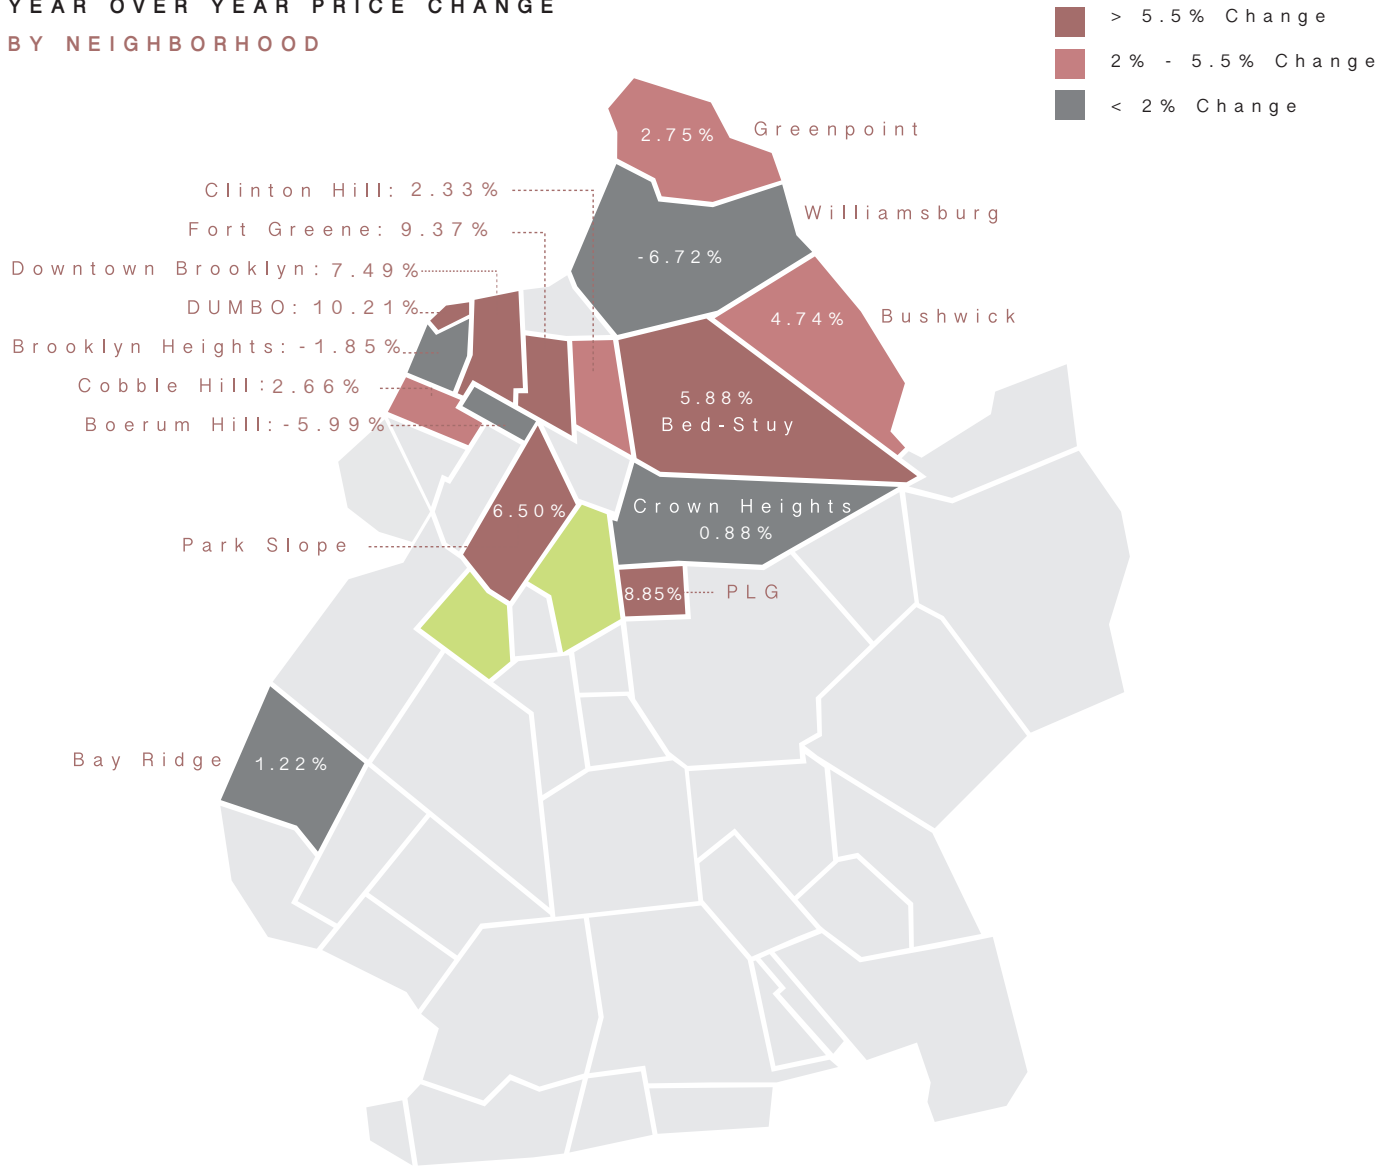 YEAR OVER YEAR PRICE CHANGE
BY NEIGHBORHOOD
> 5.5% Change
2% - 5.5% Change
< 2% Change
2.75%
Greenpoint
Clinton Hill: 2.33%
Williamsburg
Fort Greene: 9.37%
-6.72%
Downtown Brooklyn: 7.49%
DUMBO: 10.21%
4.74%
Bushwick
Brooklyn Heights: -1.85%
Cobble Hill: 2.66%
5.88%
Bed-Stuy
Boerum Hill: -5.99%
6.50%
Crown Heights
0.88%
Park Slope
8.85%
PLG
Bay Ridge
1.22%